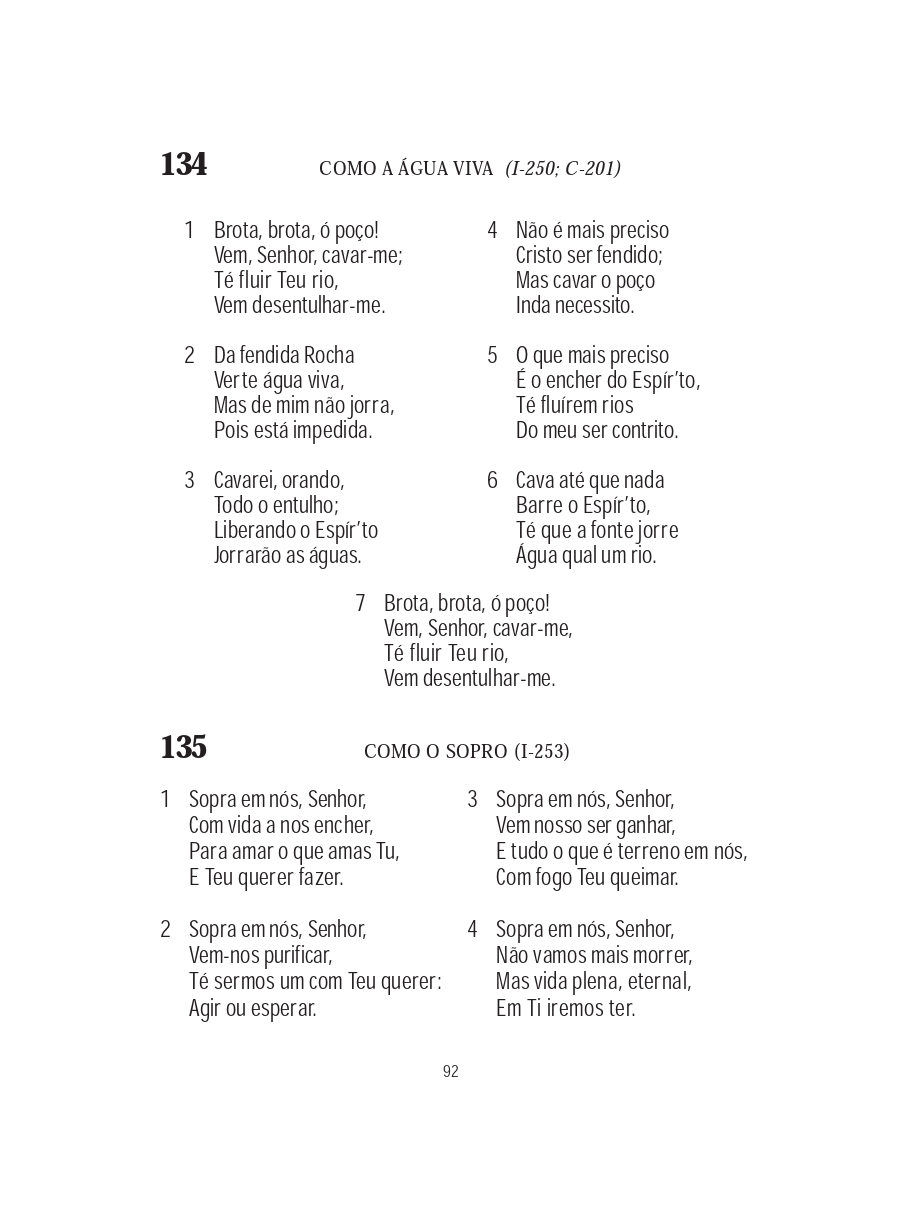 134 COMO A ÁGUA VIVA (I-250; C-201)
1 Brota, brota, ó poço!
Vem, Senhor, cavar-me;
Té fluir Teu rio,
Vem desentulhar-me.
2 Da fendida Rocha
Verte água viva,
Mas de mim não jorra,
Pois está impedida.
3 Cavarei, orando,
Todo o entulho;
Liberando o Espír’to
Jorrarão as águas.
4 Não é mais preciso
Cristo ser fendido;
Mas cavar o poço
Inda necessito.
5 O que mais preciso
É o encher do Espír’to,
Té fluírem rios
Do meu ser contrito.
6 Cava até que nada
Barre o Espír’to,
Té que a fonte jorre
Água qual um rio.
7 Brota, brota, ó poço!
Vem, Senhor, cavar-me,
Té fluir Teu rio,
Vem desentulhar-me.
135 COMO O SOPRO (I-253)
1 Sopra em nós, Senhor,
Com vida a nos encher,
Para amar o que amas Tu,
E Teu querer fazer.
2 Sopra em nós, Senhor,
Vem-nos purificar,
Té sermos um com Teu querer:
Agir ou esperar.
3 Sopra em nós, Senhor,
Vem nosso ser ganhar,
E tudo o que é terreno em nós,
Com fogo Teu queimar.
4 Sopra em nós, Senhor,
Não vamos mais morrer,
Mas vida plena, eternal,
Em Ti iremos ter.
92